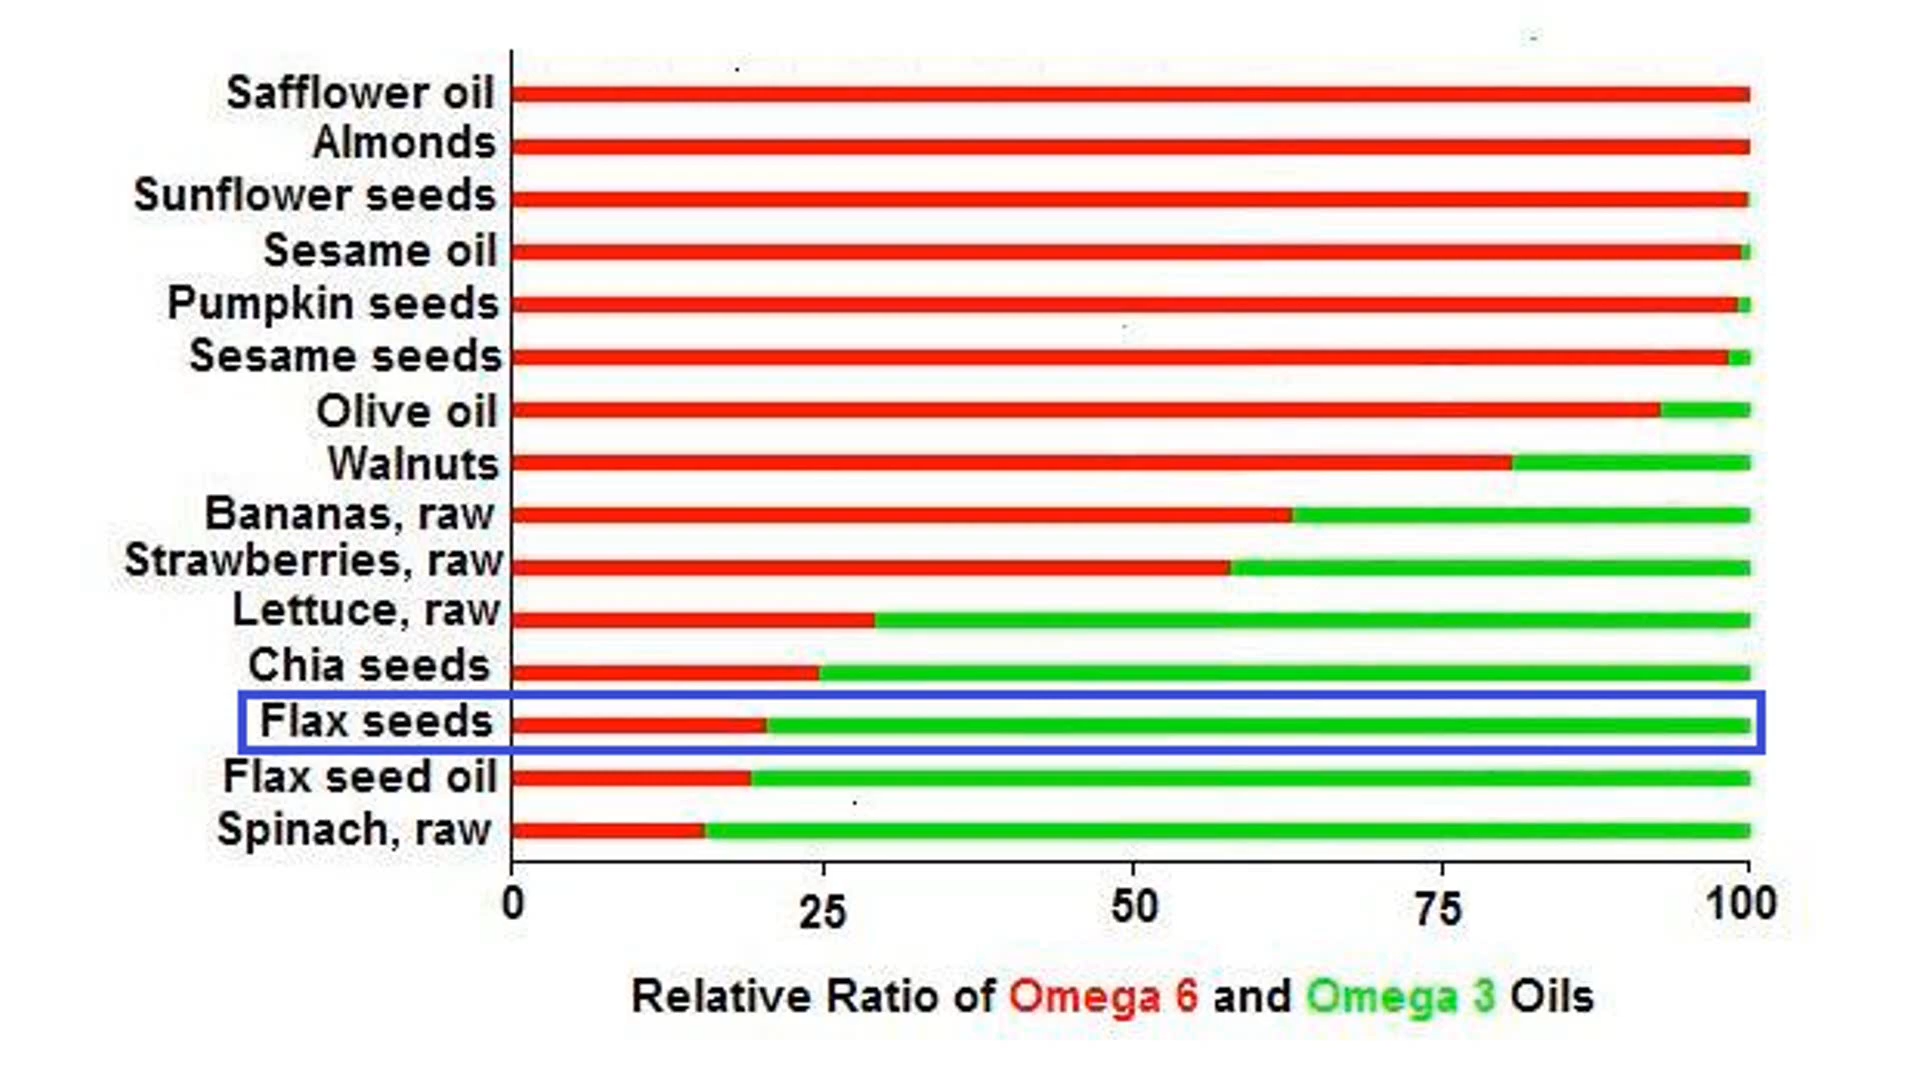 Safflower oil
Almonds
Sunflower seeds
Sesame oil
Pumpkin seeds
Sesame seeds
Olive oil
Walnuts
Bananas, raw
Strawberries, raw
Lettuce, raw
Chia seeds
Flax seeds
Flax seed oil
Spinach, raw
0 25 50 75 100
Relative Ratio of Omega 6 and Omega 3 Oils